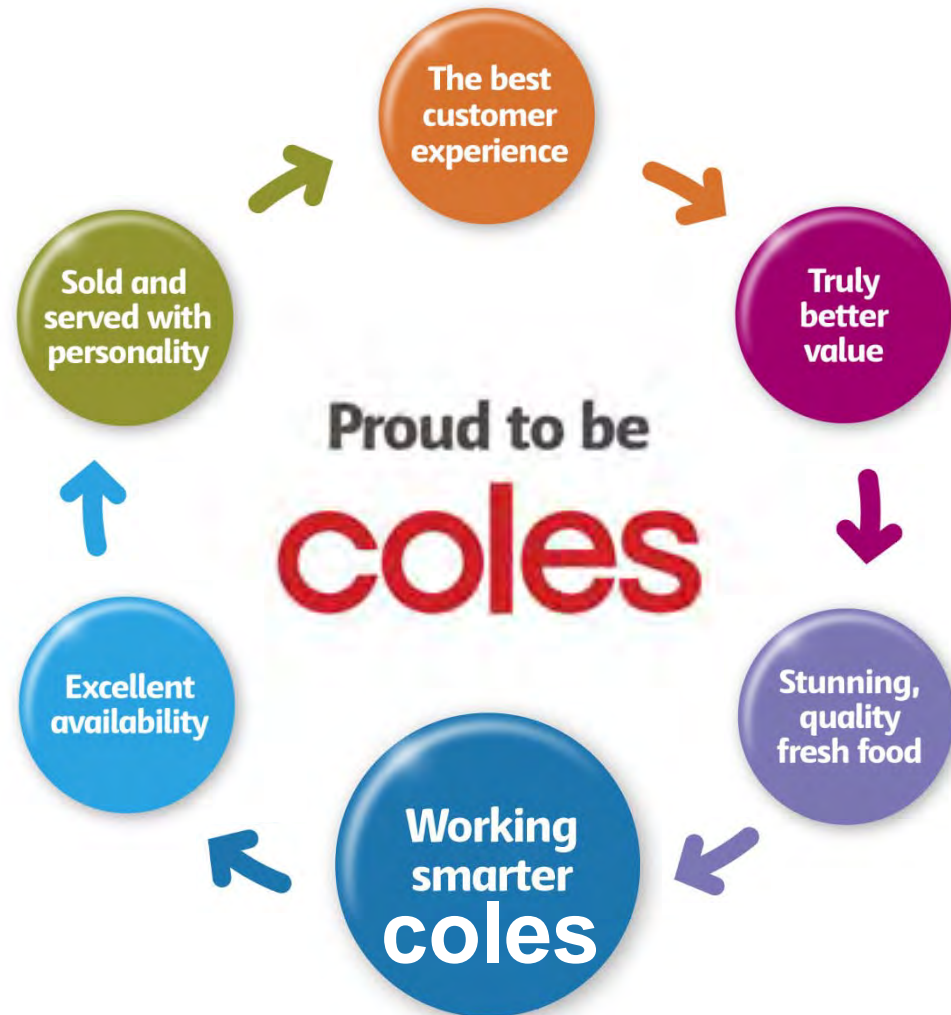 The best
customer
experience
Truly
better
value
Stunning,
quality
fresh food
Working
smarter
coles
Excellent
availability
Sold and
served with
personality
Proud to be
coles